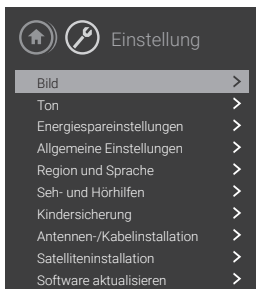 Einstellung
Bild
Ton
Energiespareinstellungen
Allgemeine Einstellungen
Region und Sprache
Seh- und Hörhilfen
Kindersicherung
Antennen-/Kabelinstallation
Satelliteninstallation
Software aktualisieren